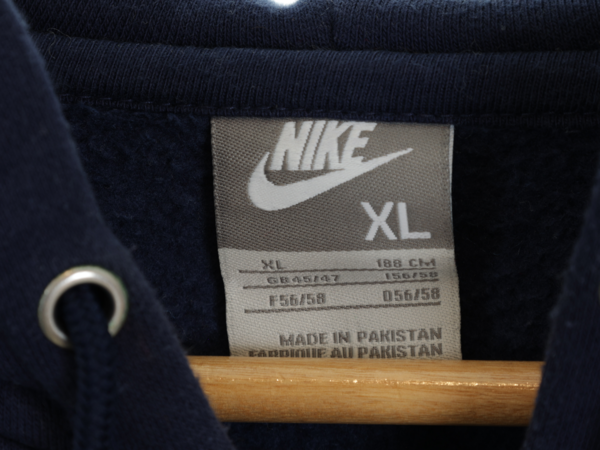 NIKE
XL
XL 188 CM
GB45/47 I56/58
F56/58 D56/58
MADE IN PAKISTAN
FABRIQUE AU PAKISTAN